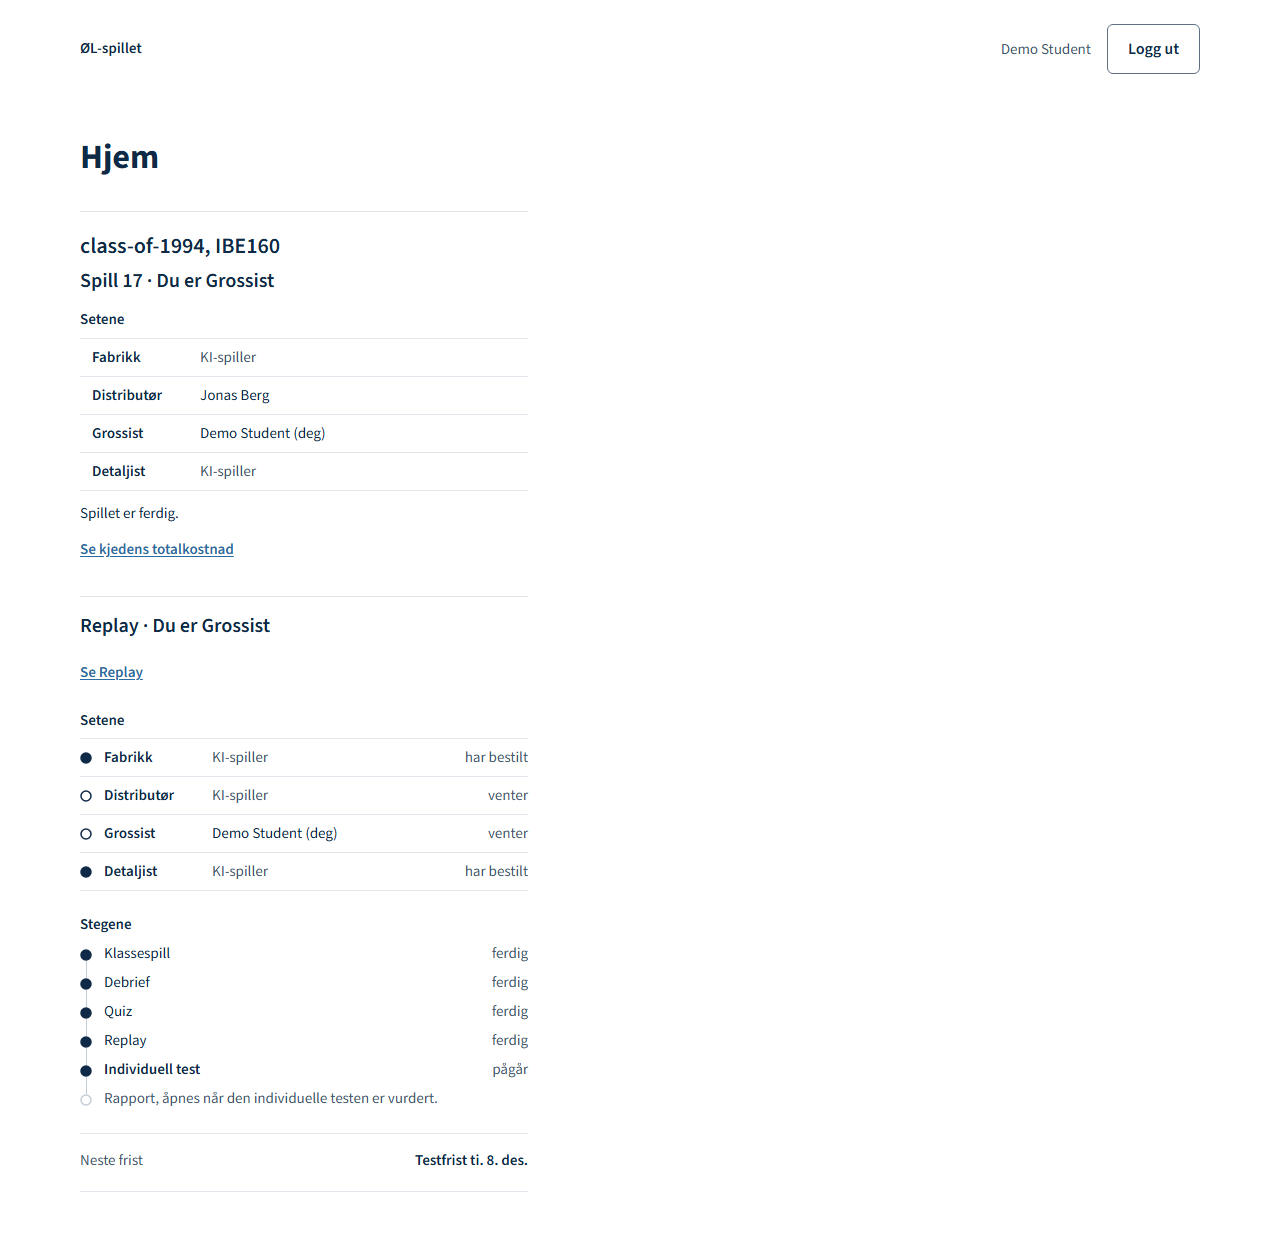 ØL-spillet
Demo Student
Logg ut
Hjem
class-of-1994, IBE160
Spill 17 · Du er Grossist
Setene
Fabrikk KI-spiller
Distributør Jonas Berg
Grossist Demo Student (deg)
Detaljist KI-spiller
Spillet er ferdig.
Se kjedens totalkostnad
Replay · Du er Grossist
Se Replay
Setene
Fabrikk KI-spiller har bestilt
Distributør KI-spiller venter
Grossist Demo Student (deg) venter
Detaljist KI-spiller har bestilt
Stegene
Klassespill ferdig
Debrief ferdig
Quiz ferdig
Replay ferdig
Individuell test pågår
Rapport, åpnes når den individuelle testen er vurdert.
Neste frist Testfrist ti. 8. des.